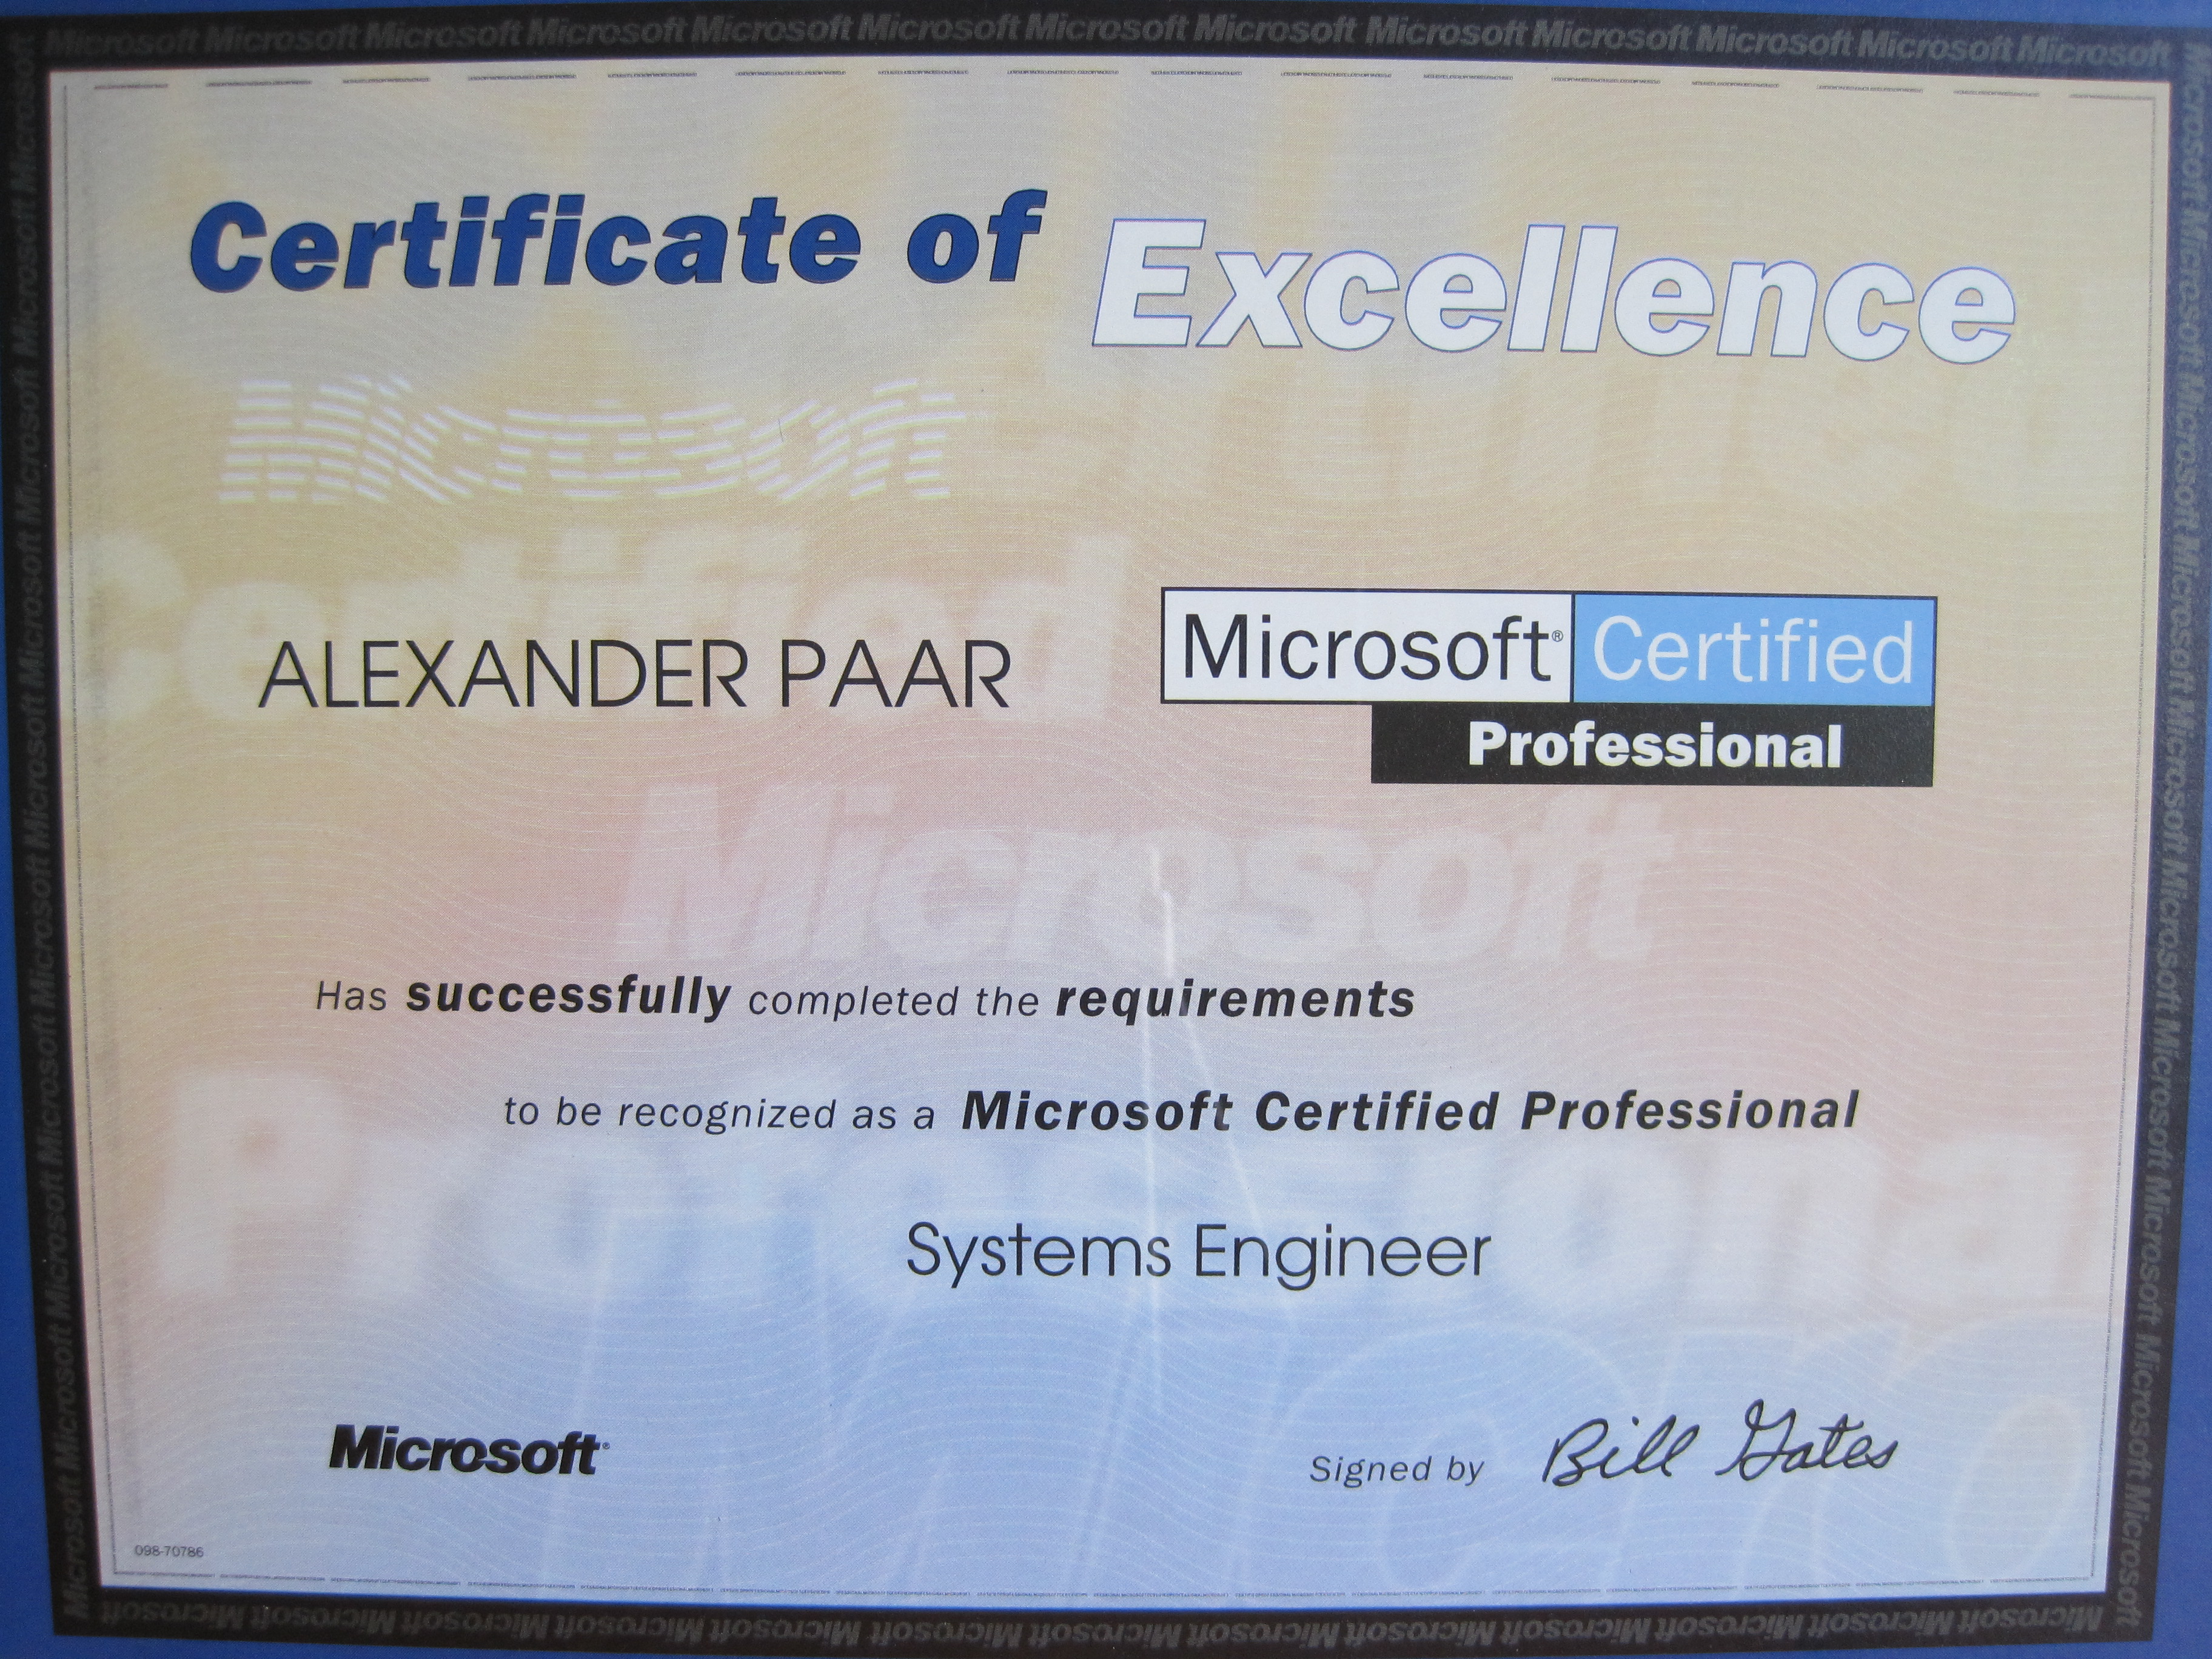 Microsoft Microsoft Microsoft Microsoft Microsoft Microsoft Microsoft Microsoft Microsoft Microsoft Microsoft Microsoft Microsoft
Certificate of Excellence
Microsoft
Certified
ALEXANDER PAAR
Microsoft® Certified
Professional
Microsoft
Has successfully completed the requirements
to be recognized as a Microsoft Certified Professional
Professional
Systems Engineer
Microsoft®
Signed by Bill Gates
098-70786
Microsoft Microsoft Microsoft Microsoft Microsoft Microsoft Microsoft Microsoft Microsoft Microsoft Microsoft Microsoft Microsoft